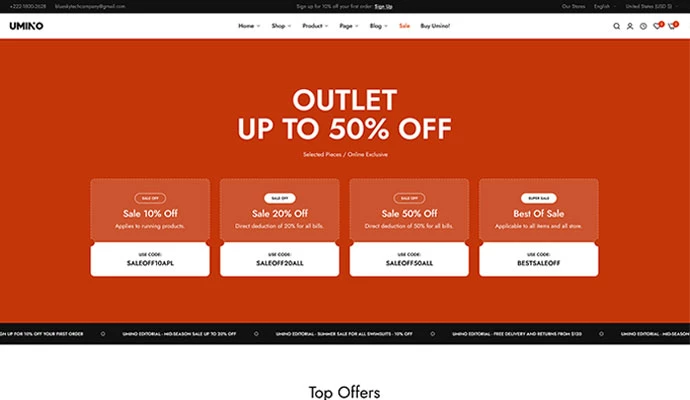 +222-1800-2628 blueskytechcompany@gmail.com Sign up for 10% off your first order. Sign Up Our Stores English United States (USD $)
UMINO Home Shop Product Page Blog Sale Buy Umino!
OUTLET
UP TO 50% OFF
Selected Pieces / Online Exclusive
SALE OFF
Sale 10% Off
Applies to running products.
USE CODE:
SALEOFF10APL
SALE OFF
Sale 20% Off
Direct deduction of 20% for all bills.
USE CODE:
SALEOFF20ALL
SALE OFF
Sale 50% Off
Direct deduction of 50% for all bills.
USE CODE:
SALEOFF50ALL
SUPER SALE
Best Of Sale
Applicable to all items and all store.
USE CODE:
BESTSALEOFF
GN UP FOR 10% OFF YOUR FIRST ORDER UMINO EDITORIAL - MID-SEASON SALE UP TO 20% OFF UMINO EDITORIAL - SUMMER SALE FOR ALL SWIMSUITS - 10% OFF UMINO EDITORIAL - FREE DELIVERY AND RETURNS FROM $120 UMINO EDITORIAL - MID-SEASON
Top Offers